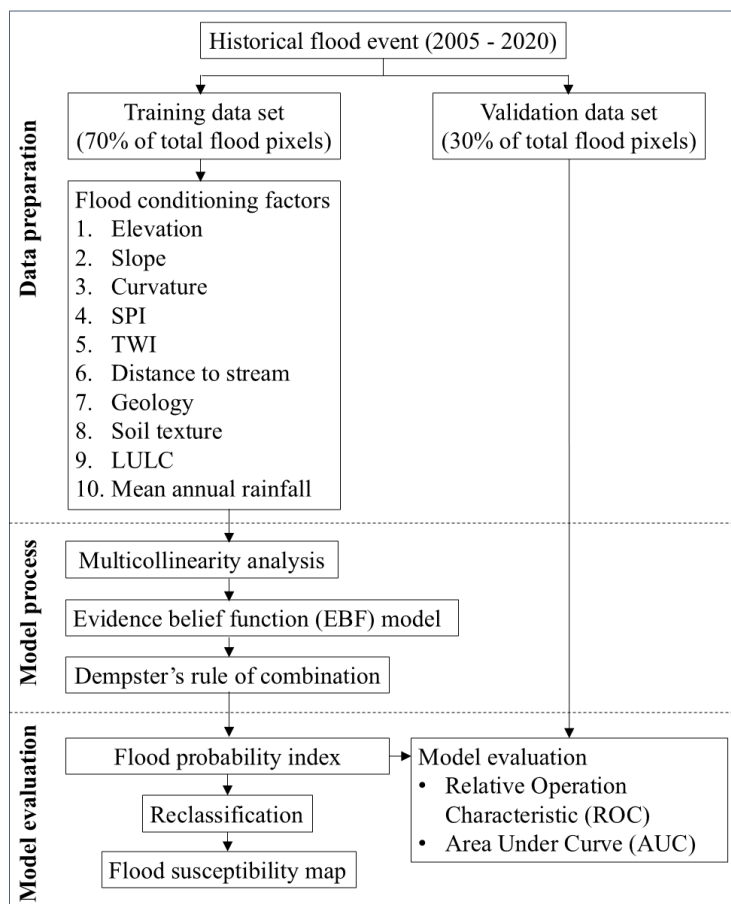 Historical flood event (2005 - 2020)
Training data set
(70% of total flood pixels)
Validation data set
(30% of total flood pixels)
Data preparation
Flood conditioning factors
1. Elevation
2. Slope
3. Curvature
4. SPI
5. TWI
6. Distance to stream
7. Geology
8. Soil texture
9. LULC
10. Mean annual rainfall
Model process
Multicollinearity analysis
Evidence belief function (EBF) model
Dempster’s rule of combination
Model evaluation
Flood probability index
Reclassification
Flood susceptibility map
Model evaluation
• Relative Operation
Characteristic (ROC)
• Area Under Curve (AUC)